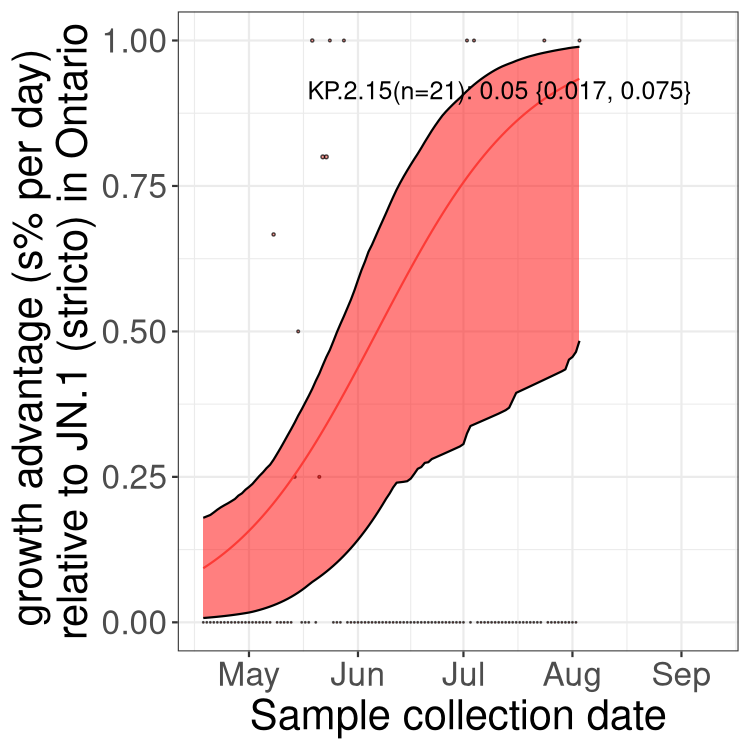 growth advantage (s% per day)
relative to JN.1 (stricto) in Ontario
1.00
0.75
0.50
0.25
0.00
KP.2.15(n=21): 0.05 {0.017, 0.075}
May Jun Jul Aug Sep
Sample collection date